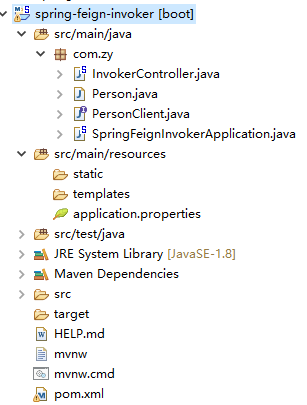 spring-feign-invoker [boot]
src/main/java
com.zy
InvokerController.java
Person.java
PersonClient.java
SpringFeignInvokerApplication.java
src/main/resources
static
templates
application.properties
src/test/java
JRE System Library [JavaSE-1.8]
Maven Dependencies
src
target
HELP.md
mvnw
mvnw.cmd
pom.xml